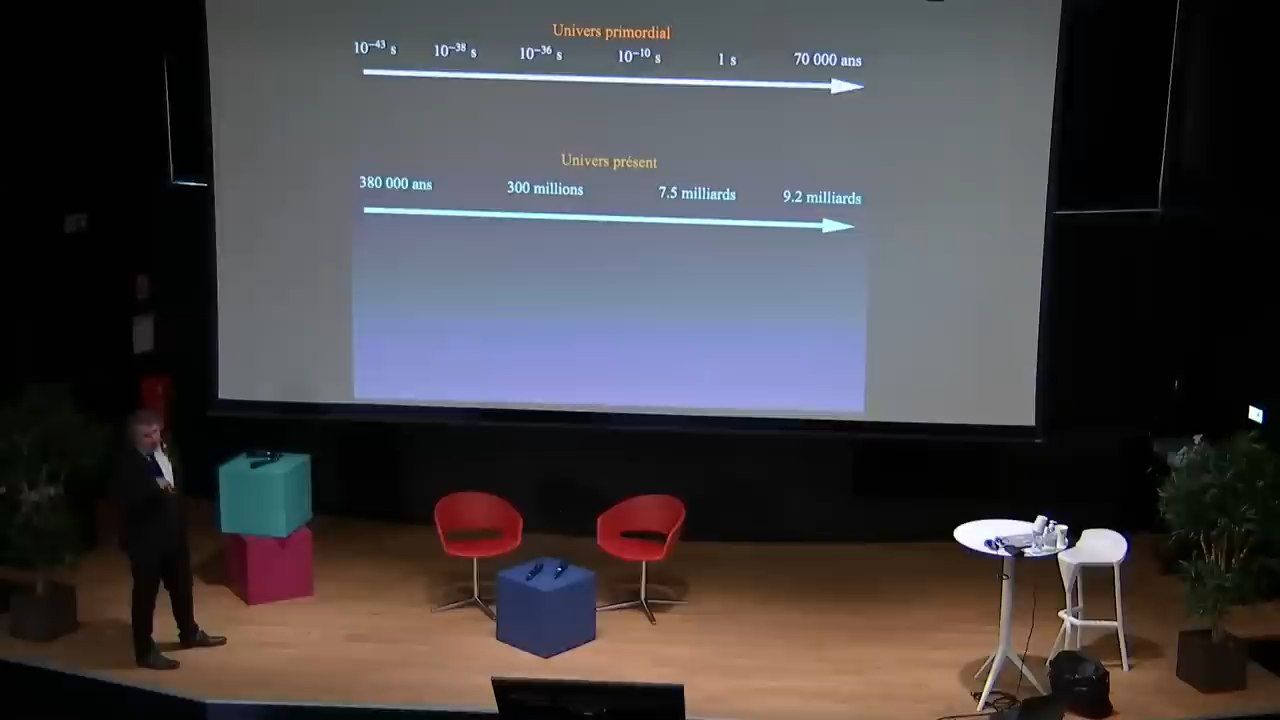 Univers primordial
10⁻⁴³ s 10⁻³⁸ s 10⁻³⁶ s 10⁻¹⁰ s 1 s 70 000 ans
Univers présent
380 000 ans 300 millions 7.5 milliards 9.2 milliards